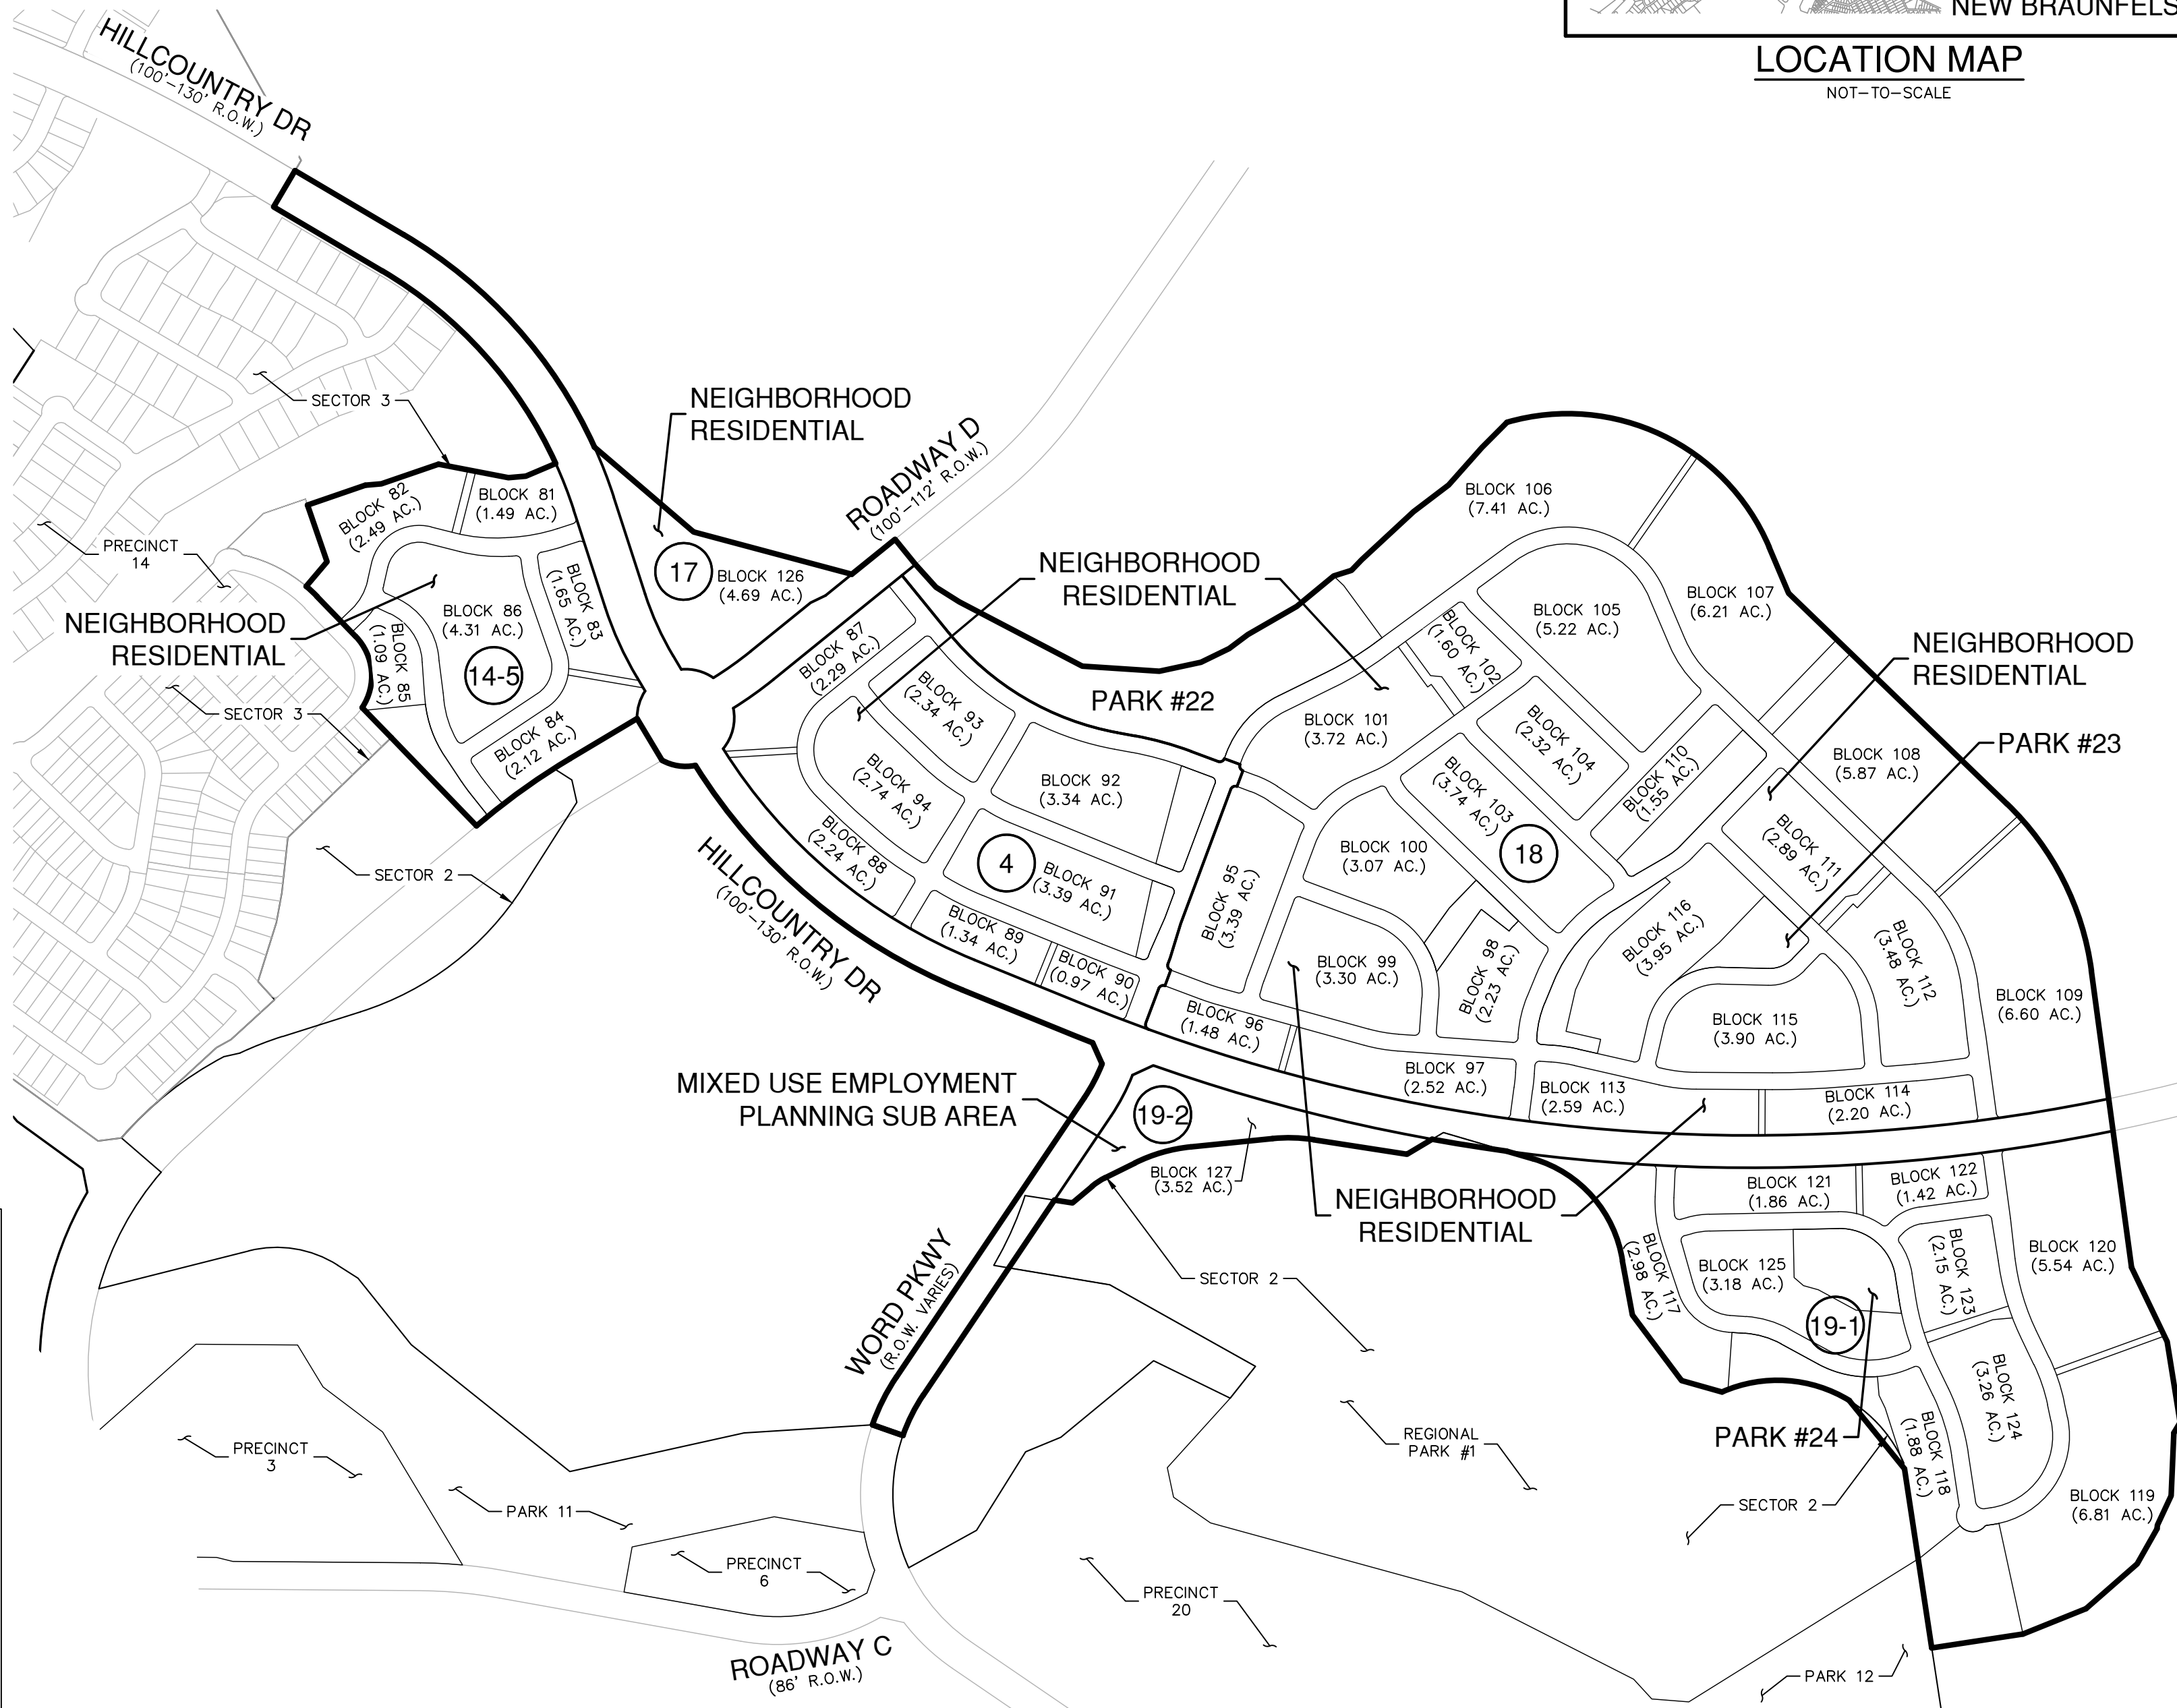 NEW BRAUNFELS
LOCATION MAP
NOT-TO-SCALE
HILLCOUNTRY DR
(100'-130' R.O.W.)
SECTOR 3
NEIGHBORHOOD
RESIDENTIAL
ROADWAY D
(100'-112' R.O.W.)
BLOCK 82
(2.49 AC.)
BLOCK 81
(1.49 AC.)
PRECINCT
14
17
BLOCK 126
(4.69 AC.)
BLOCK 83
(1.65 AC.)
BLOCK 86
(4.31 AC.)
NEIGHBORHOOD
RESIDENTIAL
BLOCK 85
(1.09 AC.)
14-5
SECTOR 3
BLOCK 84
(2.12 AC.)
SECTOR 2
NEIGHBORHOOD
RESIDENTIAL
BLOCK 87
(2.29 AC.)
BLOCK 93
(2.34 AC.)
PARK #22
BLOCK 94
(2.74 AC.)
BLOCK 92
(3.34 AC.)
BLOCK 88
(2.24 AC.)
4
BLOCK 91
(3.39 AC.)
BLOCK 89
(1.34 AC.)
BLOCK 90
(0.97 AC.)
HILLCOUNTRY DR
(100'-130' R.O.W.)
BLOCK 106
(7.41 AC.)
BLOCK 107
(6.21 AC.)
BLOCK 105
(5.22 AC.)
BLOCK 102
(1.60 AC.)
BLOCK 101
(3.72 AC.)
BLOCK 104
(2.32 AC.)
BLOCK 103
(3.74 AC.)
18
BLOCK 110
(1.55 AC.)
NEIGHBORHOOD
RESIDENTIAL
PARK #23
BLOCK 108
(5.87 AC.)
BLOCK 111
(2.89 AC.)
BLOCK 100
(3.07 AC.)
BLOCK 95
(3.39 AC.)
BLOCK 99
(3.30 AC.)
BLOCK 98
(2.23 AC.)
BLOCK 116
(3.95 AC.)
BLOCK 112
(3.48 AC.)
BLOCK 109
(6.60 AC.)
BLOCK 115
(3.90 AC.)
BLOCK 96
(1.48 AC.)
BLOCK 97
(2.52 AC.)
BLOCK 113
(2.59 AC.)
BLOCK 114
(2.20 AC.)
MIXED USE EMPLOYMENT
PLANNING SUB AREA
19-2
BLOCK 127
(3.52 AC.)
NEIGHBORHOOD
RESIDENTIAL
BLOCK 121
(1.86 AC.)
BLOCK 122
(1.42 AC.)
BLOCK 117
(2.98 AC.)
BLOCK 125
(3.18 AC.)
BLOCK 123
(2.15 AC.)
BLOCK 120
(5.54 AC.)
19-1
SECTOR 2
WORD PKWY
(R.O.W. VARIES)
BLOCK 124
(3.26 AC.)
PARK #24
BLOCK 118
(1.88 AC.)
BLOCK 119
(6.81 AC.)
REGIONAL
PARK #1
SECTOR 2
PRECINCT
3
PARK 11
PRECINCT
6
PRECINCT
20
ROADWAY C
(86' R.O.W.)
PARK 12